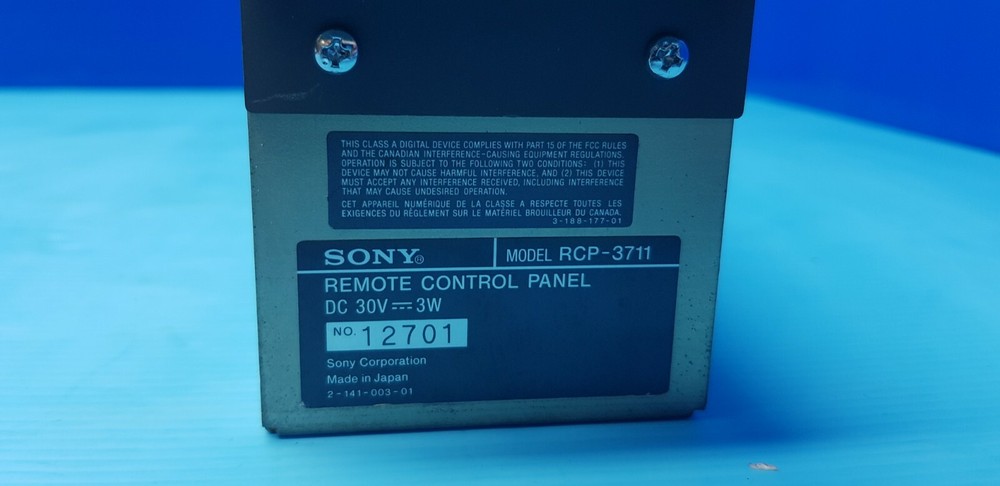 THIS CLASS A DIGITAL DEVICE COMPLIES WITH PART 15 OF THE FCC RULES
AND THE CANADIAN INTERFERENCE-CAUSING EQUIPMENT REGULATIONS.
OPERATION IS SUBJECT TO THE FOLLOWING TWO CONDITIONS: (1) THIS
DEVICE MAY NOT CAUSE HARMFUL INTERFERENCE, AND (2) THIS DEVICE
MUST ACCEPT ANY INTERFERENCE RECEIVED, INCLUDING INTERFERENCE
THAT MAY CAUSE UNDESIRED OPERATION.
CET APPAREIL NUMÉRIQUE DE LA CLASSE A RESPECTE TOUTES LES
EXIGENCES DU RÈGLEMENT SUR LE MATÉRIEL BROUILLEUR DU CANADA.
3-188-177-01
SONY® MODEL RCP-3711
REMOTE CONTROL PANEL
DC 30V ⎓ 3W
NO. 12701
Sony Corporation
Made in Japan
2-141-003-01